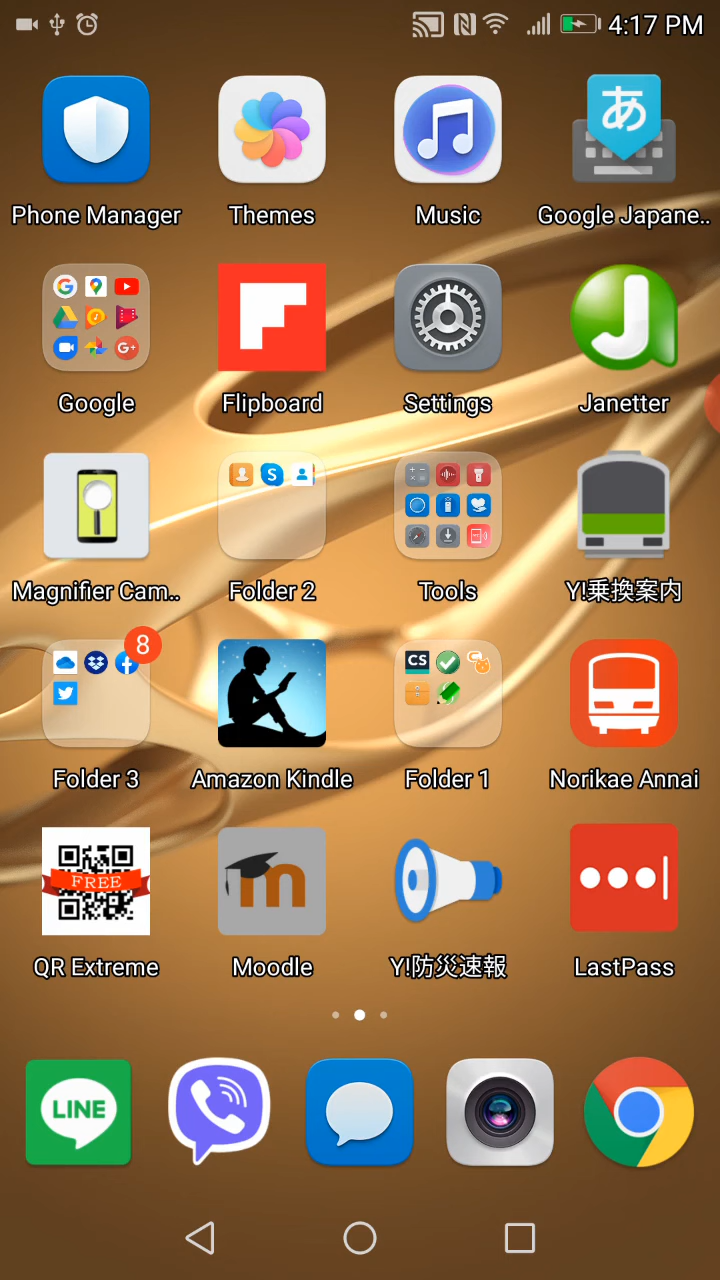 4:17 PM
あ
Phone Manager
Themes
Music
Google Japane..
Google
Flipboard
Settings
Janetter
Magnifier Cam..
Folder 2
Tools
Y!乗換案内
8
CS
Folder 3
Amazon Kindle
Folder 1
Norikae Annai
FREE
m
QR Extreme
Moodle
Y!防災速報
LastPass
LINE